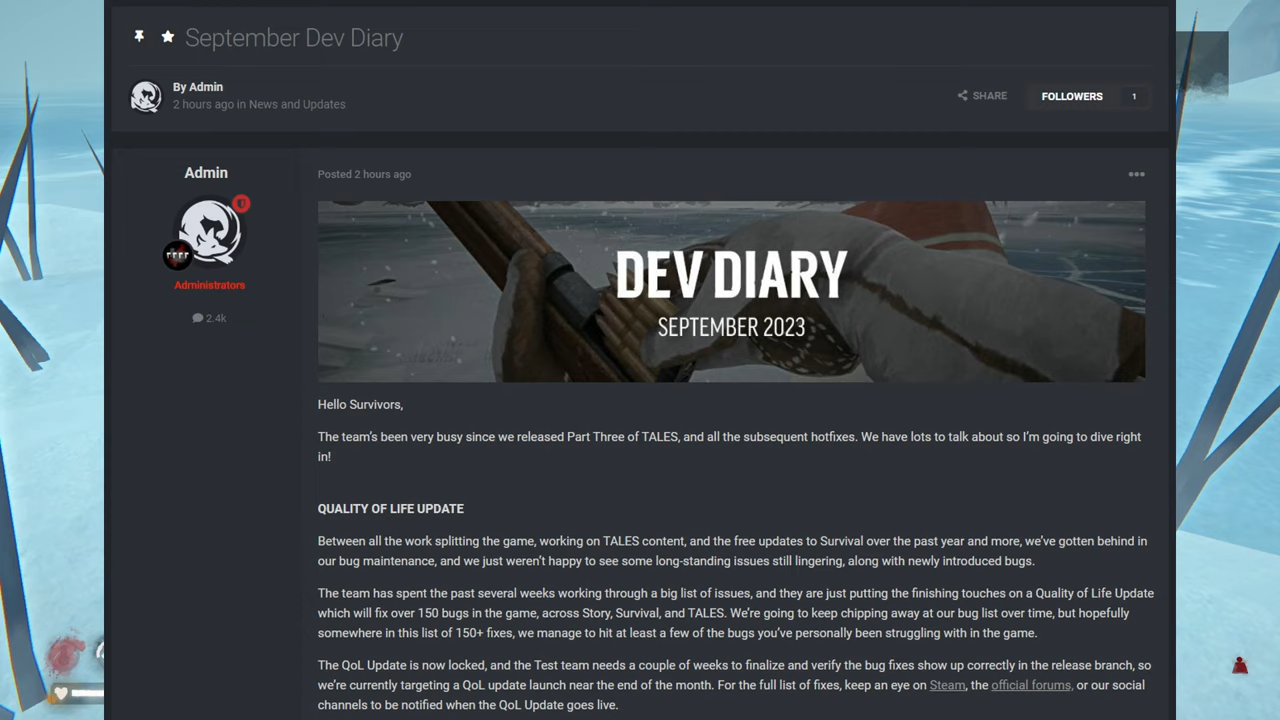 September Dev Diary
By Admin
2 hours ago in News and Updates
SHARE
FOLLOWERS 1
Admin
Administrators
2.4k
Posted 2 hours ago
DEV DIARY
SEPTEMBER 2023
Hello Survivors,
The team's been very busy since we released Part Three of TALES, and all the subsequent hotfixes. We have lots to talk about so I'm going to dive right
in!
QUALITY OF LIFE UPDATE
Between all the work splitting the game, working on TALES content, and the free updates to Survival over the past year and more, we've gotten behind in
our bug maintenance, and we just weren't happy to see some long-standing issues still lingering, along with newly introduced bugs.
The team has spent the past several weeks working through a big list of issues, and they are just putting the finishing touches on a Quality of Life Update
which will fix over 150 bugs in the game, across Story, Survival, and TALES. We're going to keep chipping away at our bug list over time, but hopefully
somewhere in this list of 150+ fixes, we manage to hit at least a few of the bugs you've personally been struggling with in the game.
The QoL Update is now locked, and the Test team needs a couple of weeks to finalize and verify the bug fixes show up correctly in the release branch, so
we're currently targeting a QoL update launch near the end of the month. For the full list of fixes, keep an eye on Steam, the official forums, or our social
channels to be notified when the QoL Update goes live.